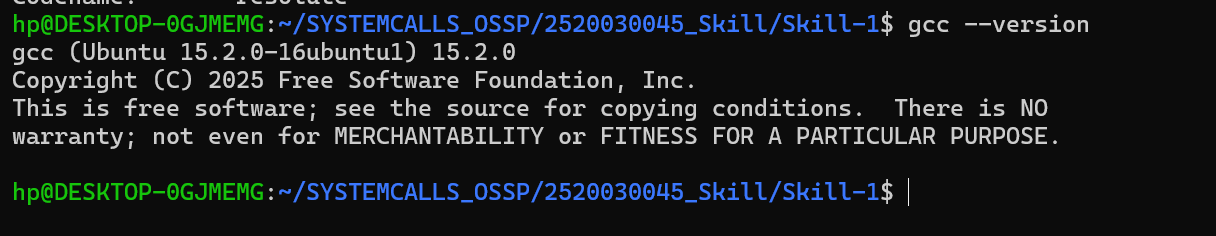 Codename:       resolute
hp@DESKTOP-0GJMEMG:~/SYSTEMCALLS_OSSP/2520030045_Skill/Skill-1$ gcc --version
gcc (Ubuntu 15.2.0-16ubuntu1) 15.2.0
Copyright (C) 2025 Free Software Foundation, Inc.
This is free software; see the source for copying conditions.  There is NO
warranty; not even for MERCHANTABILITY or FITNESS FOR A PARTICULAR PURPOSE.

hp@DESKTOP-0GJMEMG:~/SYSTEMCALLS_OSSP/2520030045_Skill/Skill-1$